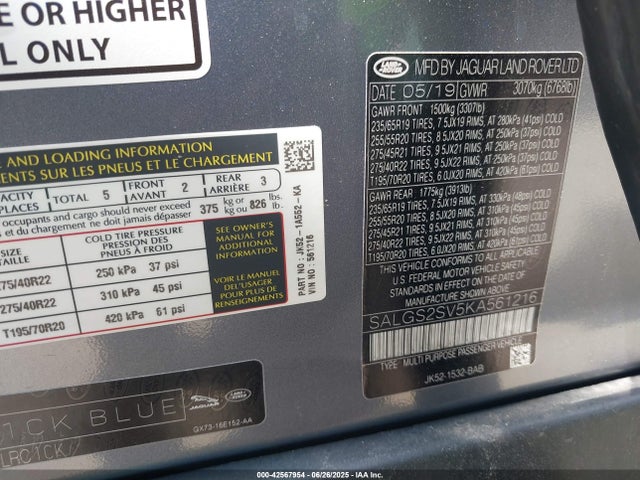 E OR HIGHER
L ONLY
E AND LOADING INFORMATION
EMENTS SUR LES PNEUS ET LE CHARGEMENT
PACITY
PLACES
TOTAL 5
FRONT
AVANT 2
REAR
ARRIÈRE 3
occupants and cargo should never exceed
chargement ne doit jamais dépasser
375 kg or 826 lbs.
kg ou lb.
SIZE
COLD TIRE PRESSURE
PRESSION DES
PNEUS À FROID
275/40R22 250 kPa 37 psi
275/40R22 310 kPa 45 psi
T195/70R20 420 kPa 61 psi
SEE OWNER'S
MANUAL FOR
ADDITIONAL
INFORMATION
VOIR LE MANUEL
DE L'USAGER
POUR PLUS DE
RENSEIGNEMENTS
PART NO: JK52-1A552-KA
VIN NO: 561216
LAND ROVER
MFD BY JAGUAR LAND ROVER LTD
DATE 05/19 GVWR 3070kg (6768lb)
GAWR FRONT 1500kg (3307lb)
235/65R19 TIRES, 7.5JX19 RIMS, AT 280kPa (41psi) COLD
255/55R20 TIRES, 8.5JX20 RIMS, AT 250kPa (37psi) COLD
275/45R21 TIRES, 9.5JX21 RIMS, AT 250kPa (37psi) COLD
275/40R22 TIRES, 9.5JX22 RIMS, AT 250kPa (37psi) COLD
T195/70R20 TIRES, 6.0JX20 RIMS, AT 420kPa (61psi) COLD
GAWR REAR 1775kg (3913lb)
235/65R19 TIRES, 7.5JX19 RIMS, AT 330kPa (48psi) COLD
255/55R20 TIRES, 8.5JX20 RIMS, AT 310kPa (45psi) COLD
275/45R21 TIRES, 9.5JX21 RIMS, AT 310kPa (45psi) COLD
275/40R22 TIRES, 9.5JX22 RIMS, AT 310kPa (45psi) COLD
T195/70R20 TIRES, 6.0JX20 RIMS, AT 420kPa (61psi) COLD
THIS VEHICLE CONFORMS TO ALL APPLICABLE
U.S. FEDERAL MOTOR VEHICLE SAFETY STANDARDS
IN EFFECT ON THE DATE OF MANUFACTURE SHOWN ABOVE
SALGS2SV5KA561216
TYPE: MULTI PURPOSE PASSENGER VEHICLE
JK52-1532-BAB
1CK BLUE
LRC1CK
JAGUAR
GX73-16E152-AA
000-42567954 - 06/26/2025 - IAAI.COM